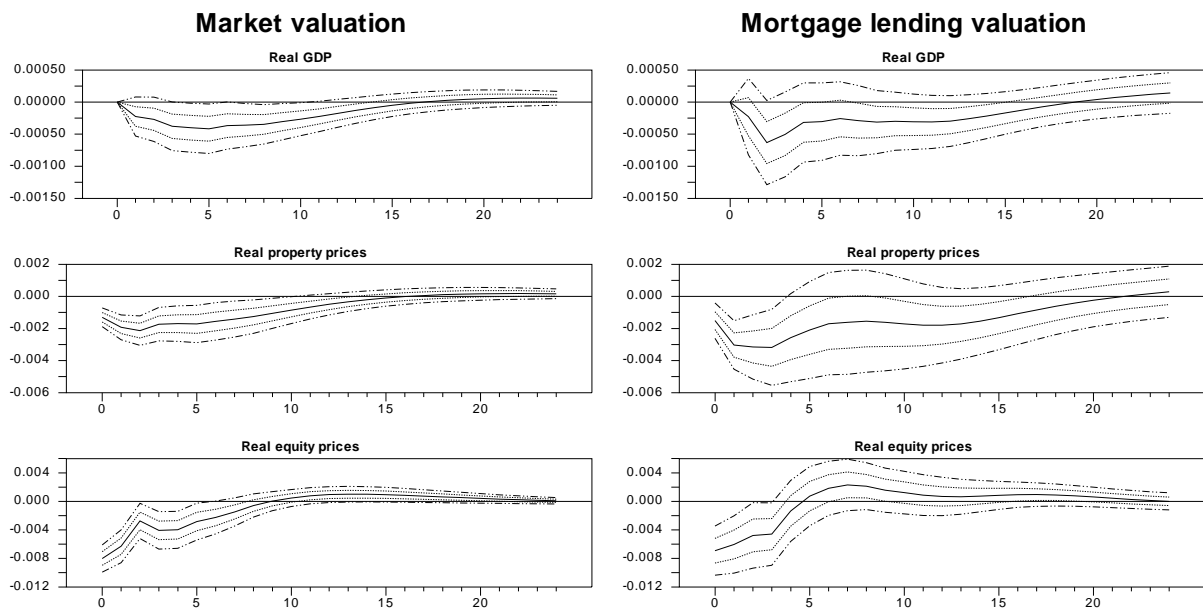 Market valuation
Real GDP
0.00050
0.00000
-0.00050
-0.00100
-0.00150
0 5 10 15 20
Real property prices
0.002
0.000
-0.002
-0.004
-0.006
0 5 10 15 20
Real equity prices
0.004
0.000
-0.004
-0.008
-0.012
0 5 10 15 20
Mortgage lending valuation
Real GDP
0.00050
0.00000
-0.00050
-0.00100
-0.00150
0 5 10 15 20
Real property prices
0.002
0.000
-0.002
-0.004
-0.006
0 5 10 15 20
Real equity prices
0.004
0.000
-0.004
-0.008
-0.012
0 5 10 15 20